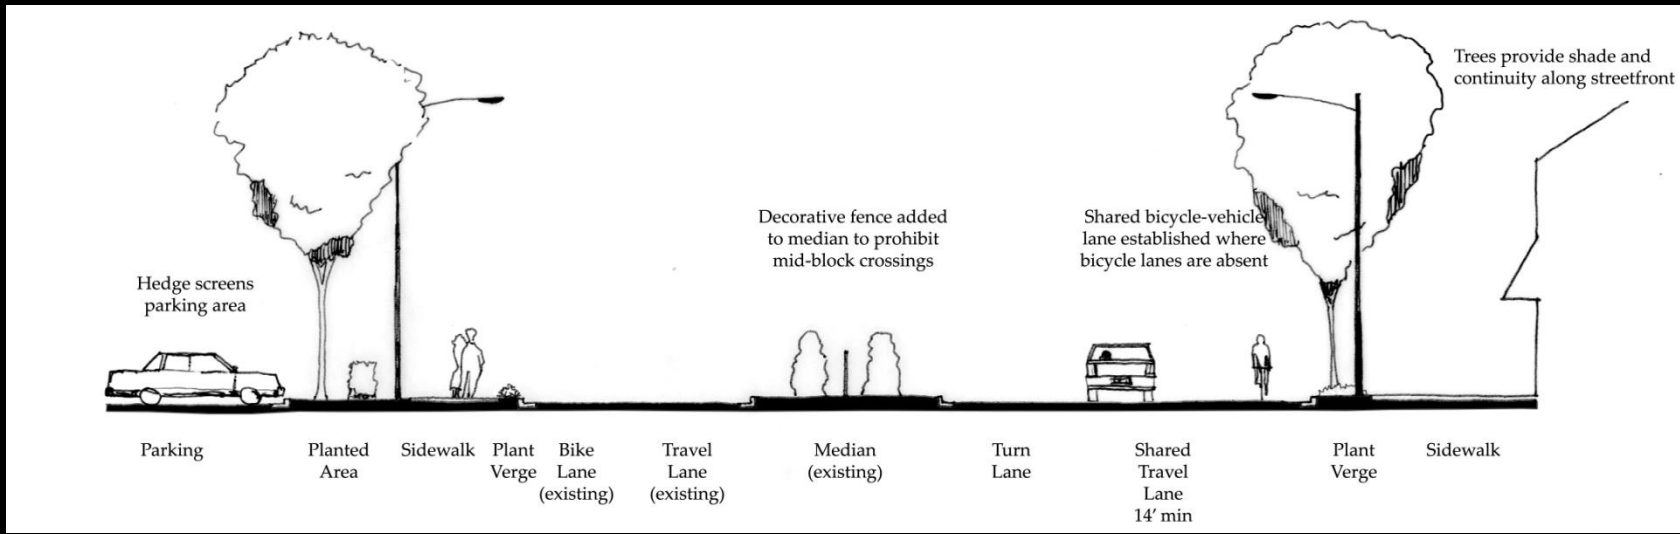 Trees provide shade and
continuity along streetfront
Decorative fence added
to median to prohibit
mid-block crossings
Shared bicycle-vehicle
lane established where
bicycle lanes are absent
Hedge screens
parking area
Parking
Planted
Area
Sidewalk
Plant
Verge
Bike
Lane
(existing)
Travel
Lane
(existing)
Median
(existing)
Turn
Lane
Shared
Travel
Lane
14' min
Plant
Verge
Sidewalk